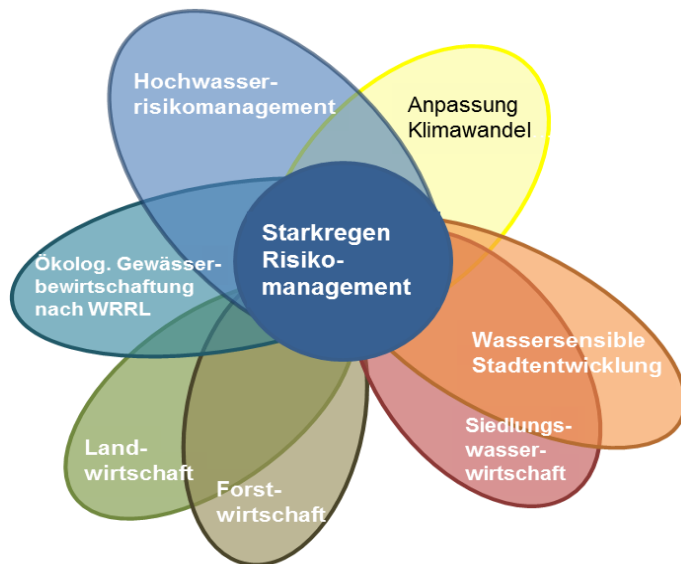 Hochwasser-
risikomanagement
Anpassung
Klimawandel
Starkregen
Risiko-
management
Ökolog. Gewässer-
bewirtschaftung
nach WRRL
Wassersensible
Stadtentwicklung
Siedlungs-
wasser-
wirtschaft
Land-
wirtschaft
Forst-
wirtschaft